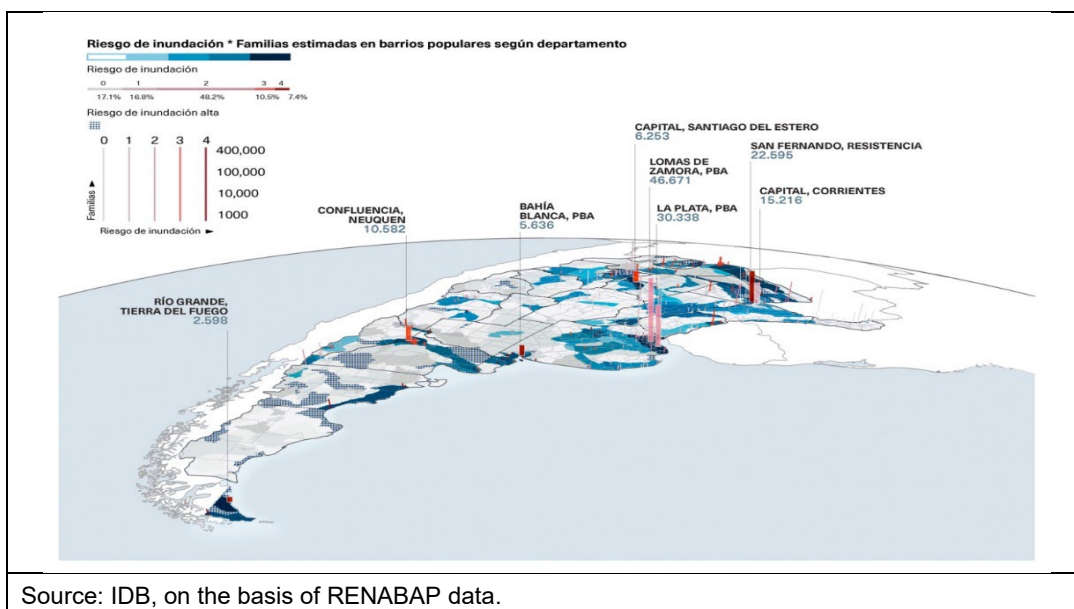 Riesgo de inundación * Familias estimadas en barrios populares según departamento
Riesgo de inundación
0 1 2 3 4
17.1% 16.8% 48.2% 10.5% 7.4%
Riesgo de inundación alta
0 1 2 3 4
400,000
100,000
10,000
1000
Familias
Riesgo de inundación
CAPITAL, SANTIAGO DEL ESTERO
6.253
SAN FERNANDO, RESISTENCIA
22.595
LOMAS DE
ZAMORA, PBA
46.671
CAPITAL, CORRIENTES
15.216
LA PLATA, PBA
30.338
BAHÍA
BLANCA, PBA
5.636
CONFLUENCIA,
NEUQUEN
10.582
RÍO GRANDE,
TIERRA DEL FUEGO
2.598
Source: IDB, on the basis of RENABAP data.